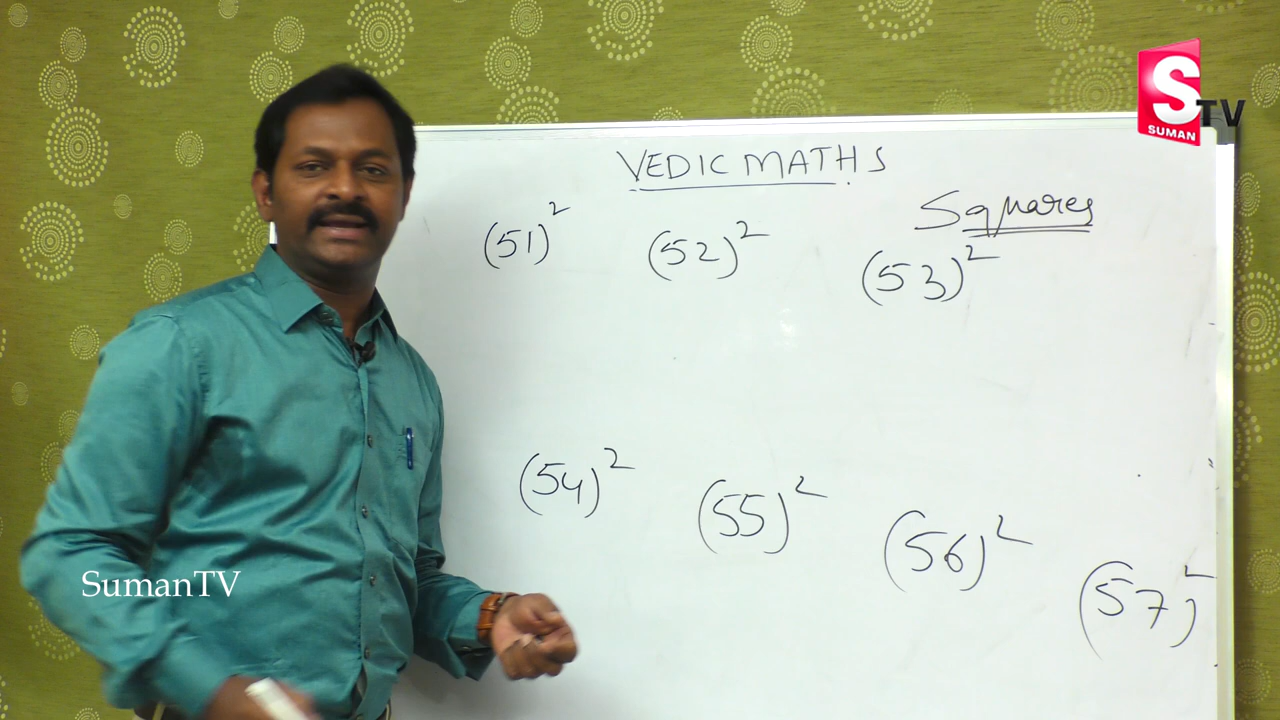 S
SUMAN
TV
VEDIC MATHS
Squares
(51)²
(52)²
(53)²
(54)²
(55)²
(56)²
(57)²
SumanTV